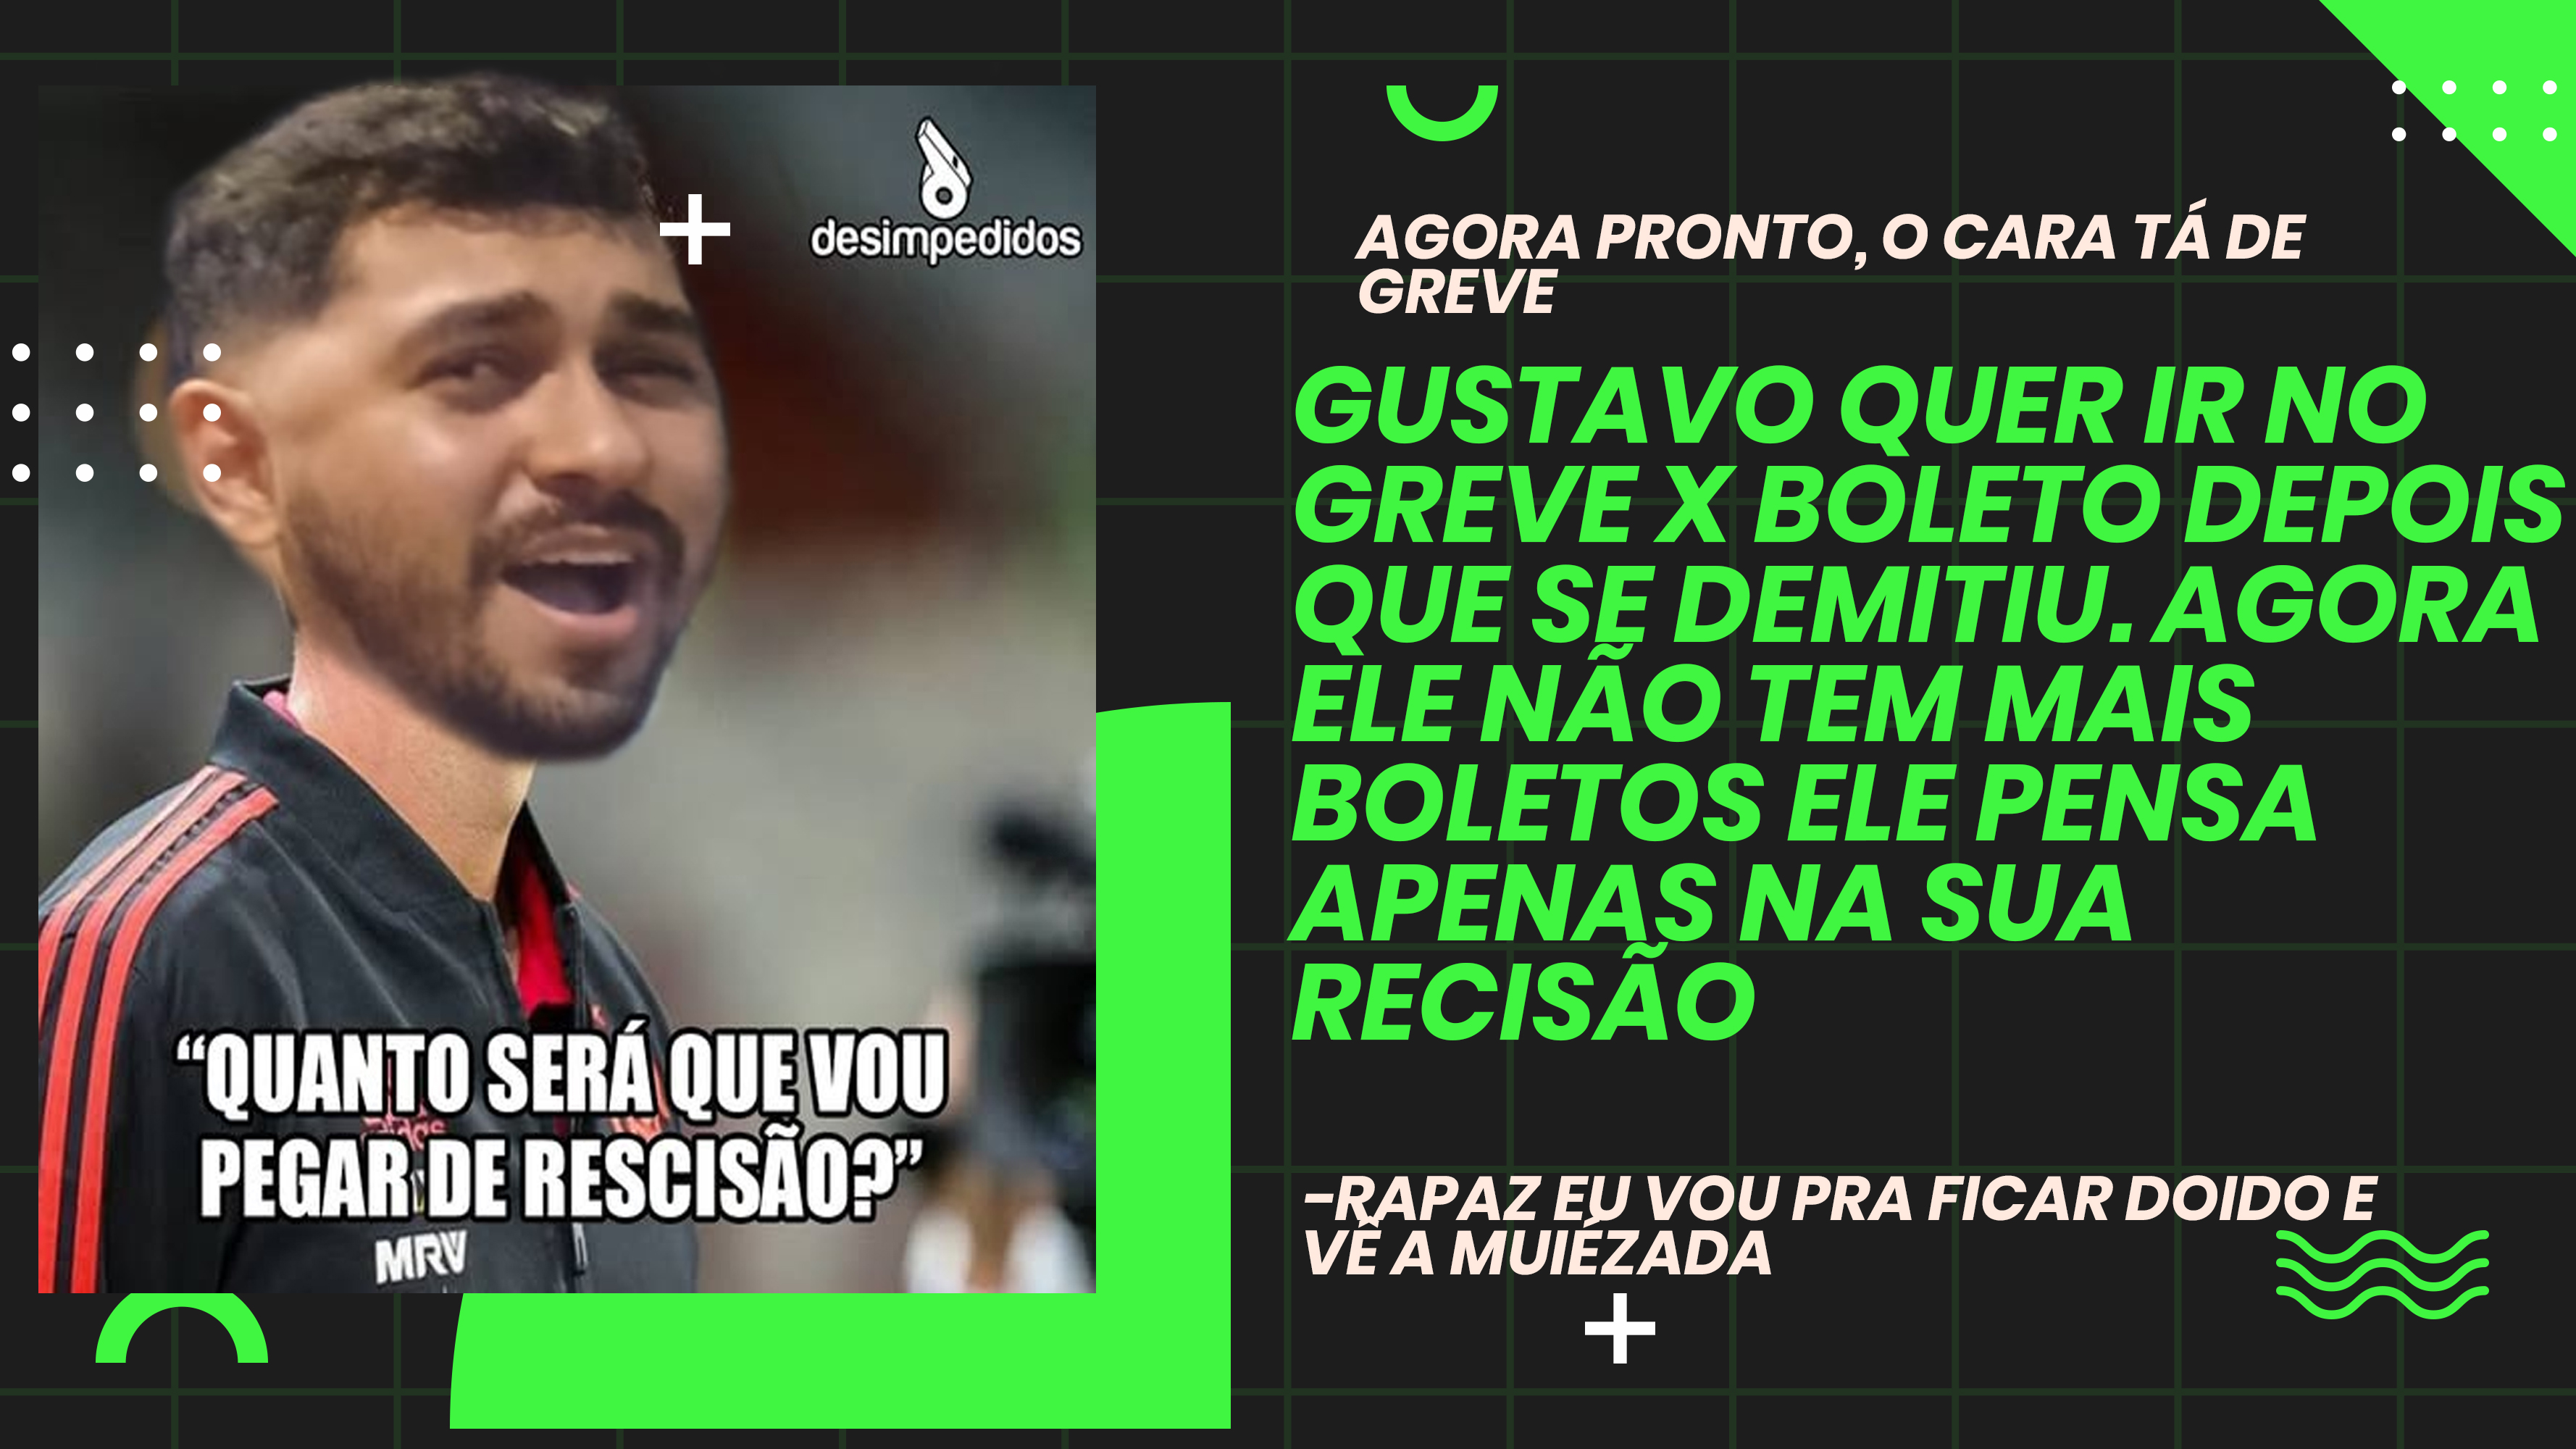 desimpedidos
"QUANTO SERÁ QUE VOU
PEGAR DE RESCISÃO?"
MRV
AGORA PRONTO, O CARA TÁ DE
GREVE
GUSTAVO QUER IR NO
GREVE X BOLETO DEPOIS
QUE SE DEMITIU. AGORA
ELE NÃO TEM MAIS
BOLETOS ELE PENSA
APENAS NA SUA
RECISÃO
-RAPAZ EU VOU PRA FICAR DOIDO E
VÊ A MUIÉZADA